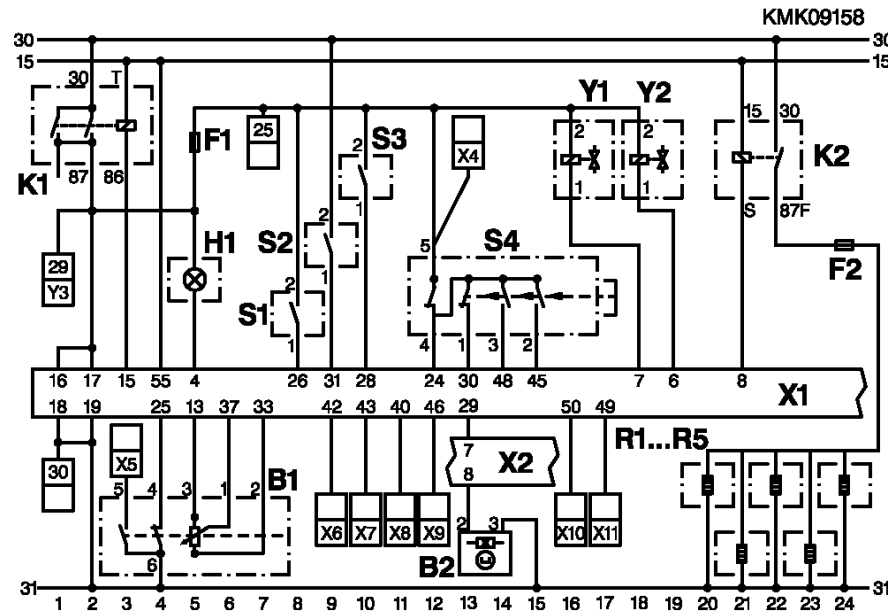 KMK09158
30 30
15 15
30 T 15 30
Y1 Y2
F1 25 2 S3 X4 2 2 K2
K1 87 86 1 1 1 S 87F
29 H1 S2 2 5 S4 F2
Y3 1
S1 2
1 4 1 3 2
16 17 15 55 4 26 31 28 24 30 48 45 7 6 8
X1
18 19 25 13 37 33 42 43 40 46 29 50 49
R1...R5
30 X5 B1 7 X2
5 4 3 1 2 8
X6 X7 X8 X9 2 3 X10 X11
6 B2
31 31
1 2 3 4 5 6 7 8 9 10 11 12 13 14 15 16 17 18 19 20 21 22 23 24